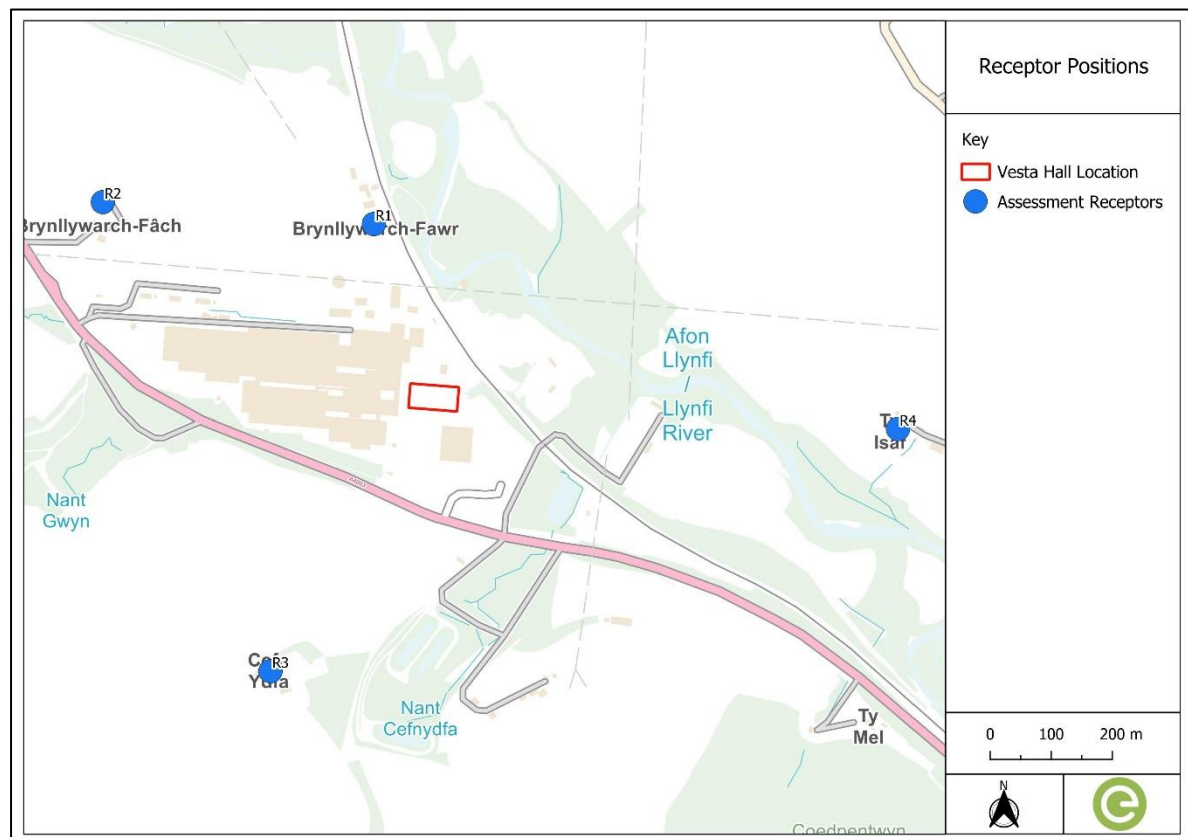 Receptor Positions
Key
Vesta Hall Location
Assessment Receptors
R2
Brynllywarch-Fâch
R1
Brynllywarch-Fawr
Afon
Llynfi
Llynfi
River
R4
Isaf
Nant
Gwyn
R3
Ydfa
Nant
Cefnydfa
Ty
Mel
0 100 200 m
N
e